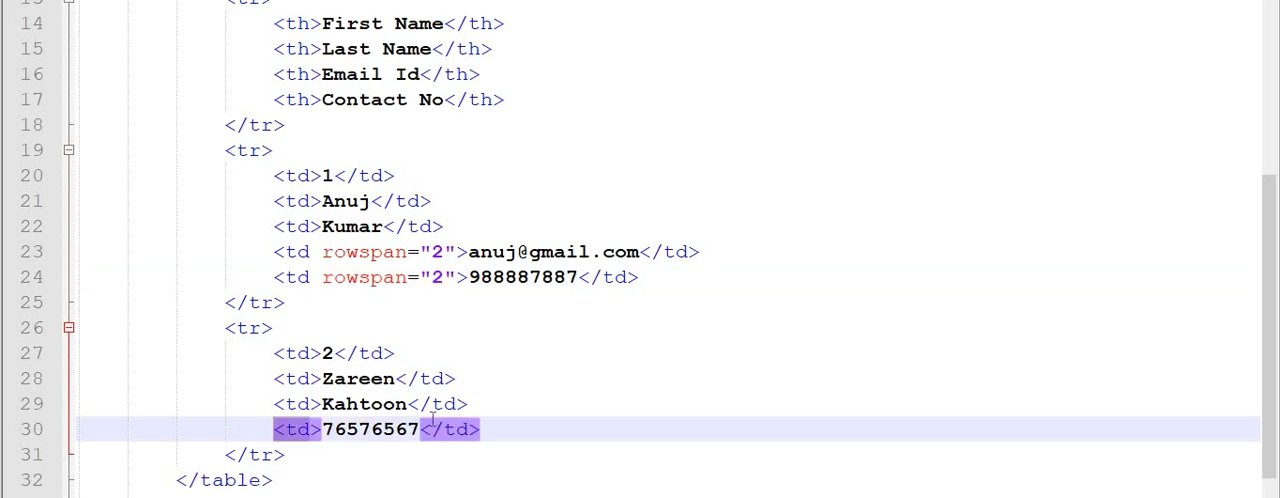 14 <th>First Name</th>
15 <th>Last Name</th>
16 <th>Email Id</th>
17 <th>Contact No</th>
18 </tr>
19 <tr>
20 <td>1</td>
21 <td>Anuj</td>
22 <td>Kumar</td>
23 <td rowspan="2">anuj@gmail.com</td>
24 <td rowspan="2">988887887</td>
25 </tr>
26 <tr>
27 <td>2</td>
28 <td>Zareen</td>
29 <td>Kahtoon</td>
30 <td>76576567</td>
31 </tr>
32 </table>